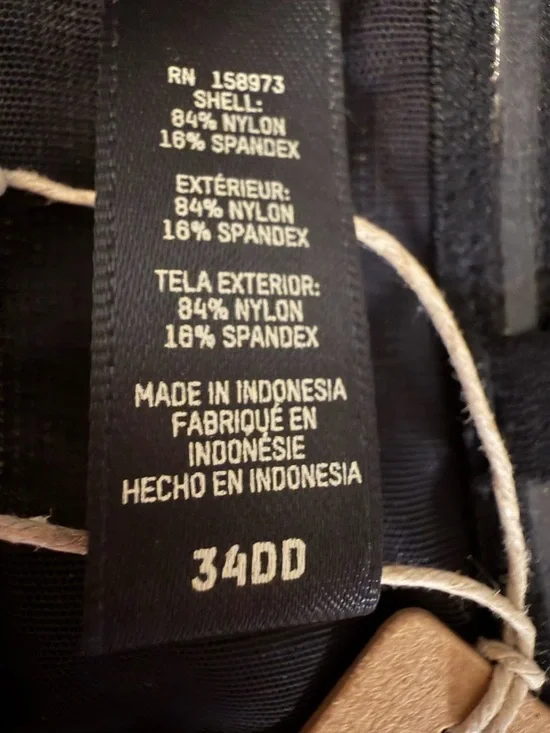 RN 158973
SHELL:
84% NYLON
16% SPANDEX
EXTÉRIEUR:
84% NYLON
16% SPANDEX
TELA EXTERIOR:
84% NYLON
16% SPANDEX
MADE IN INDONESIA
FABRIQUÉ EN
INDONÉSIE
HECHO EN INDONESIA
34DD